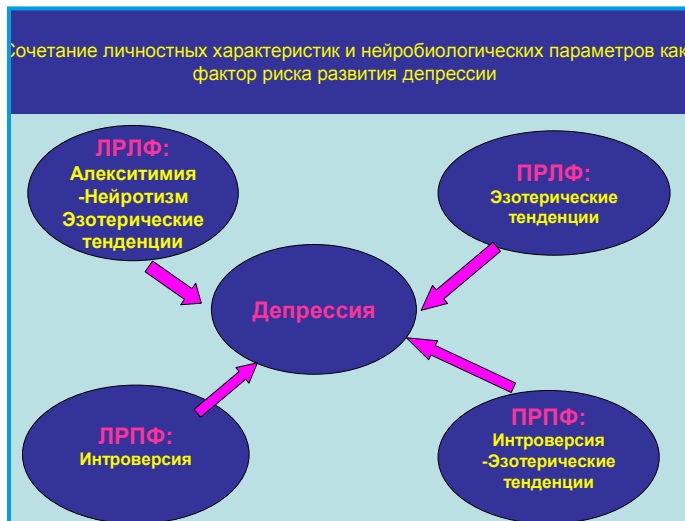 Сочетание личностных характеристик и нейробиологических параметров как
фактор риска развития депрессии
ЛРЛФ:
Алекситимия
-Нейротизм
Эзотерические
тенденции
ПРЛФ:
Эзотерические
тенденции
Депрессия
ЛРПФ:
Интроверсия
ПРПФ:
Интроверсия
-Эзотерические
тенденции